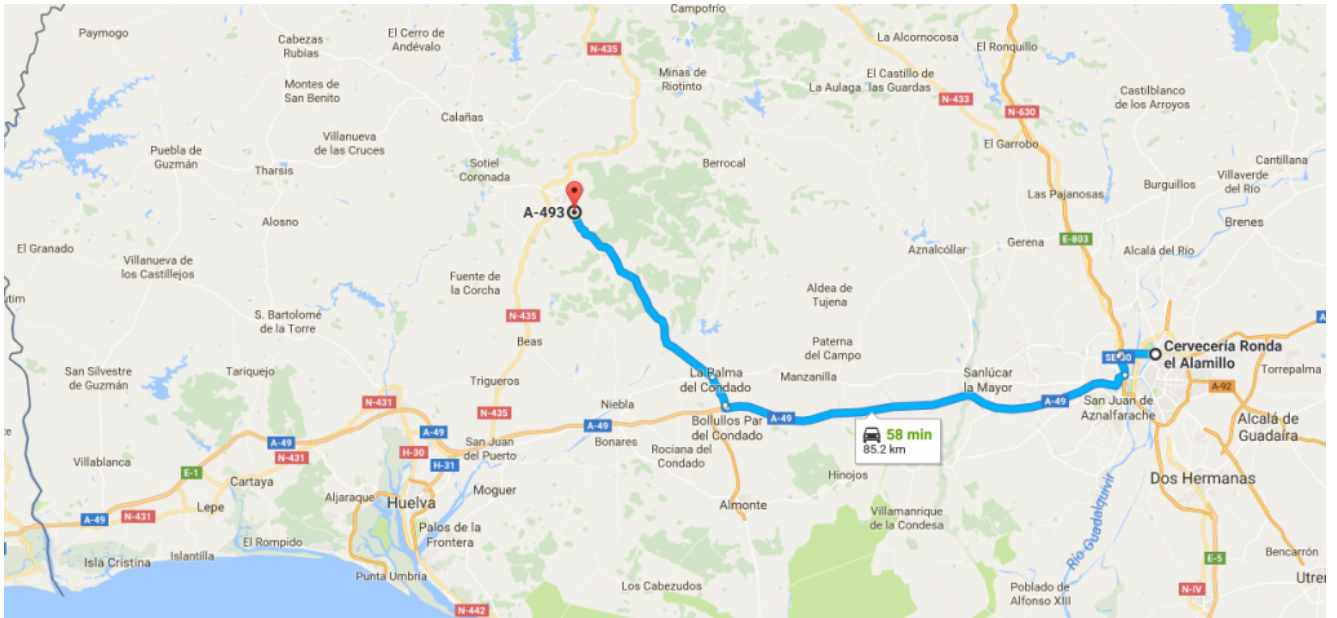 Campofrío
Paymogo
Cabezas
Rubias
El Cerro de
Andévalo
N-435
La Alcornocosa
El Ronquillo
Montes de
San Benito
Minas de
Riotinto
La Aulaga
El Castillo de
las Guardas
N-433
Castilblanco
de los Arroyos
N-630
Calañas
Villanueva
de las Cruces
El Garrobo
Puebla de
Guzmán
Tharsis
Sotiel
Coronada
Berrocal
Cantillana
Villaverde
del Río
Burguillos
Las Pajanosas
A-493
Alosno
Brenes
El Granado
Villanueva de
los Castillejos
Aznalcóllar
Gerena
E-803
Alcalá del Río
Fuente de
la Corcha
Aldea de
Tujena
S. Bartolomé
de la Torre
N-435
Beas
Paterna
del Campo
Cervecería Ronda
el Alamillo
San Silvestre
de Guzmán
Tariquejo
Trigueros
La Palma
del Condado
Manzanilla
Sanlúcar
la Mayor
Torrepalma
A-92
N-431
Niebla
N-435
A-49
San Juan de
Aznalfarache
A-49
A-49
A-49
Bollullos Par
del Condado
A-49
Alcalá de
Guadaíra
58 min
85.2 km
San Juan
del Puerto
Bonares
Rociana del
Condado
H-30
N-431
H-31
Villablanca
E-1
Cartaya
Hinojos
Dos Hermanas
Aljaraque
Huelva
Moguer
Almonte
Lepe
A-49
N-431
Villamanrique
de la Condesa
Palos de la
Frontera
El Rompido
Islantilla
Isla Cristina
Río Guadalquivir
E-5
Bencarrón
Punta Umbría
Los Cabezudos
Poblado de
Alfonso XIII
N-IV
N-442